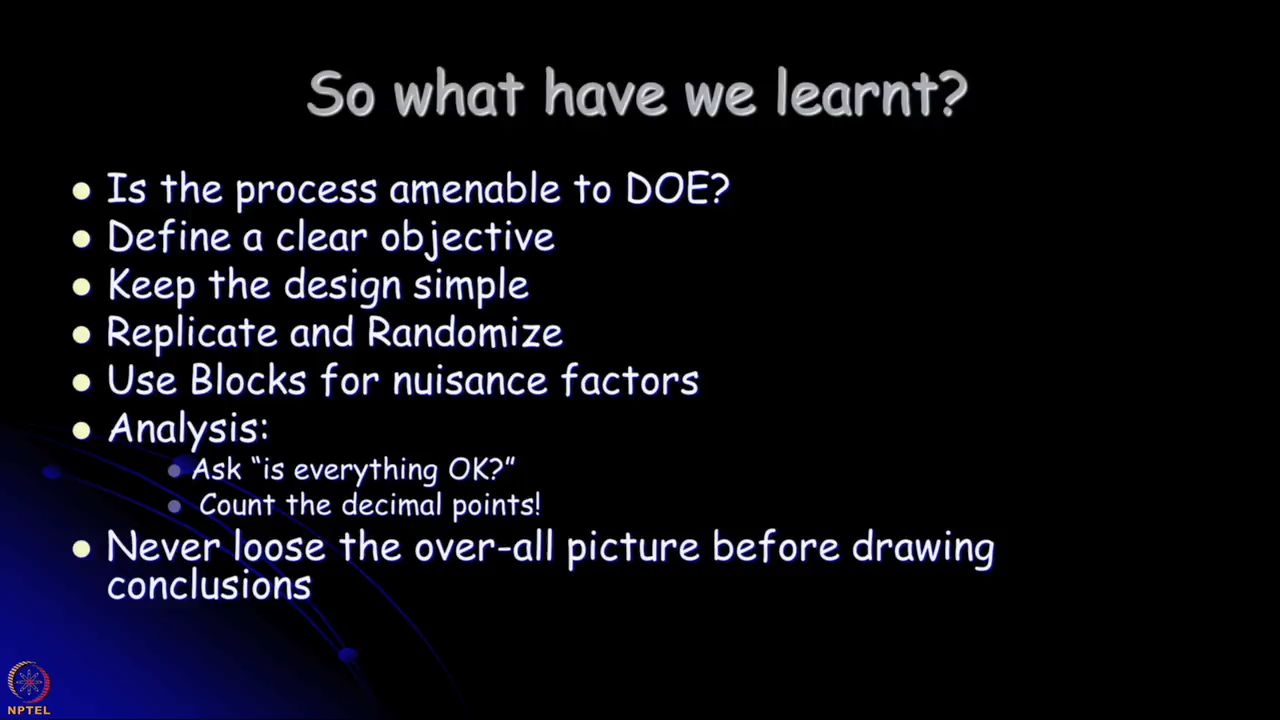 So what have we learnt?
Is the process amenable to DOE?
Define a clear objective
Keep the design simple
Replicate and Randomize
Use Blocks for nuisance factors
Analysis:
Ask “is everything OK?”
Count the decimal points!
Never loose the over-all picture before drawing
conclusions
NPTEL